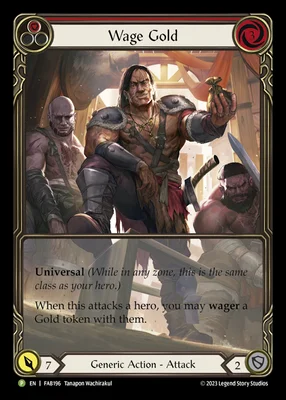 Wage Gold
3
Universal (While in any zone, this is the same
class as your hero.)
When this attacks a hero, you may wager a
Gold token with them.
7
Generic Action - Attack
2
P EN | FAB196 Tanapon Wachirakul
© 2023 Legend Story Studios